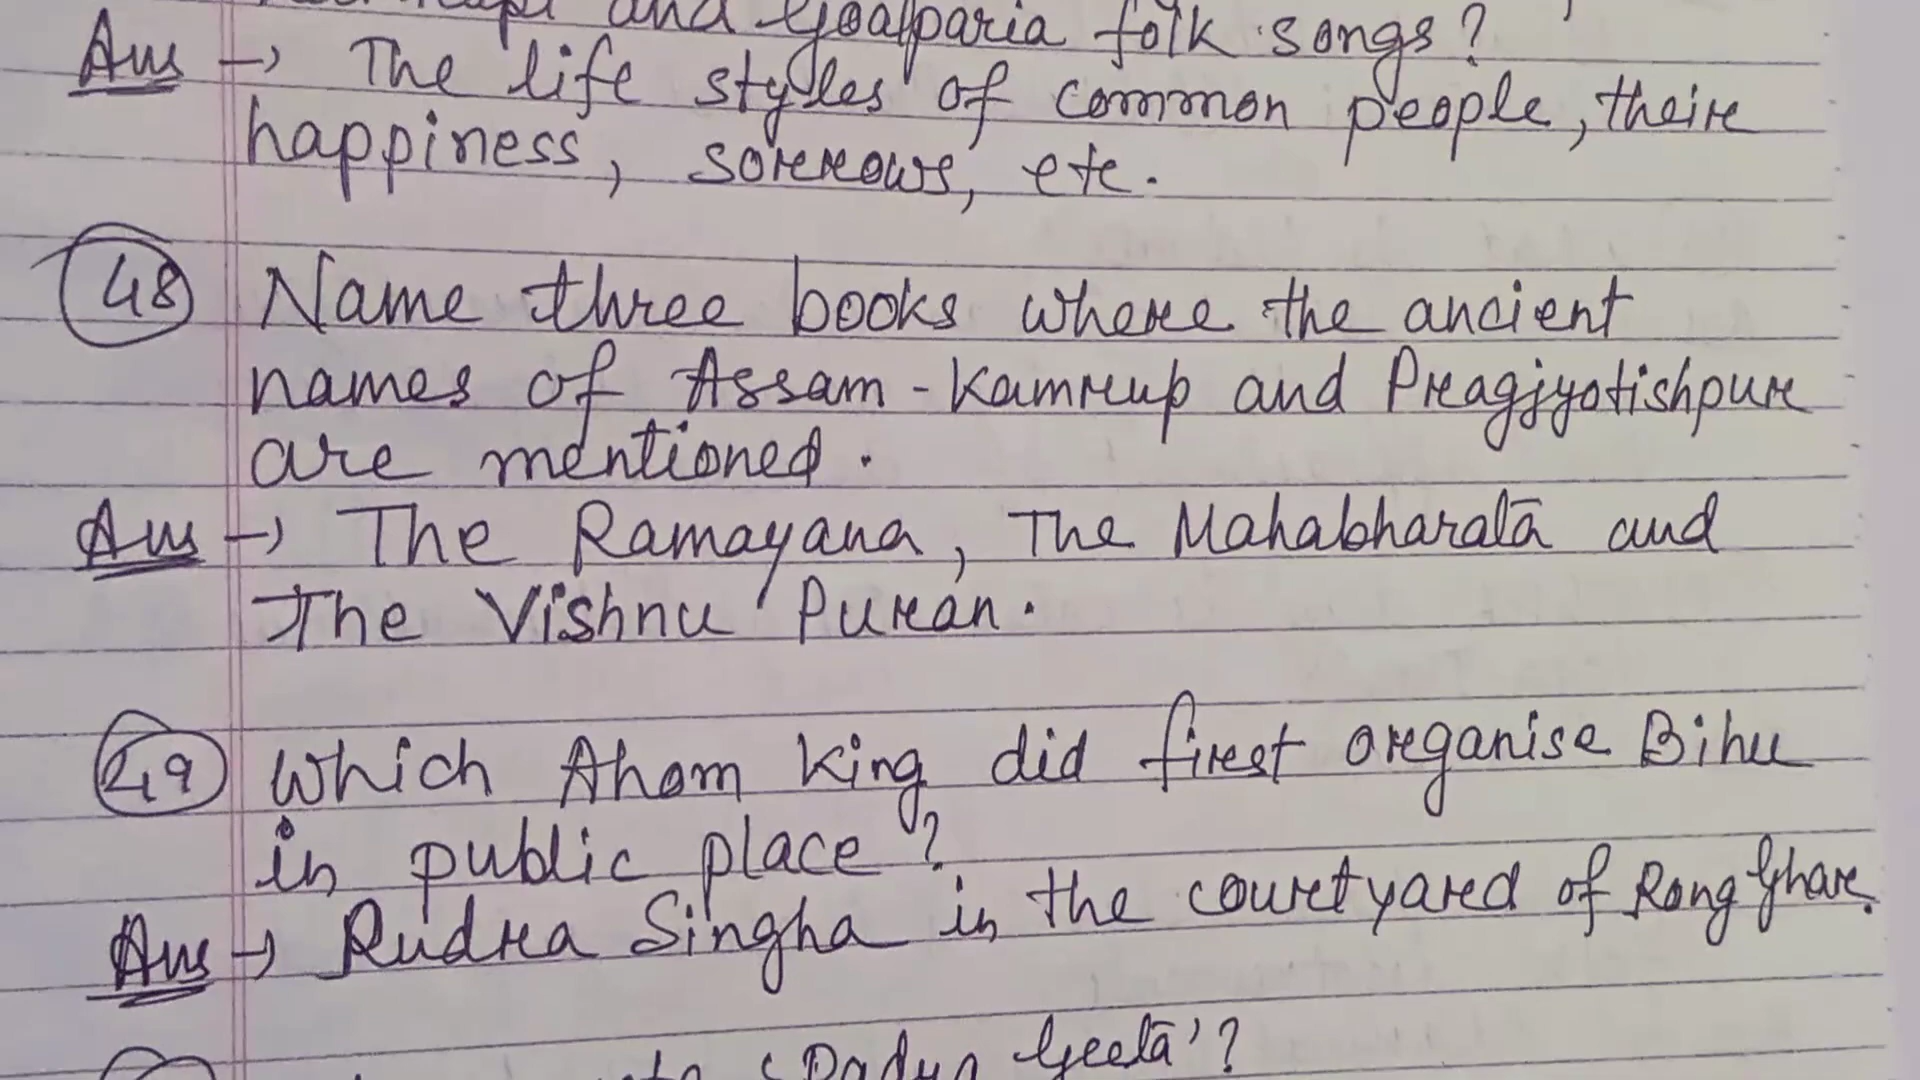 and Goalparia folk songs?
Ans → The life styles of common people, their
happiness, sorrows, etc.
48 Name three books where the ancient
names of Assam - Kamrup and Pragjyotishpur
are mentioned.
Ans → The Ramayana, The Mahabharata and
The Vishnu Puran.
49 Which Ahom King did first organise Bihu
in public place?
Ans → Rudra Singha in the courtyard of Rong Ghar.
Geeta'?